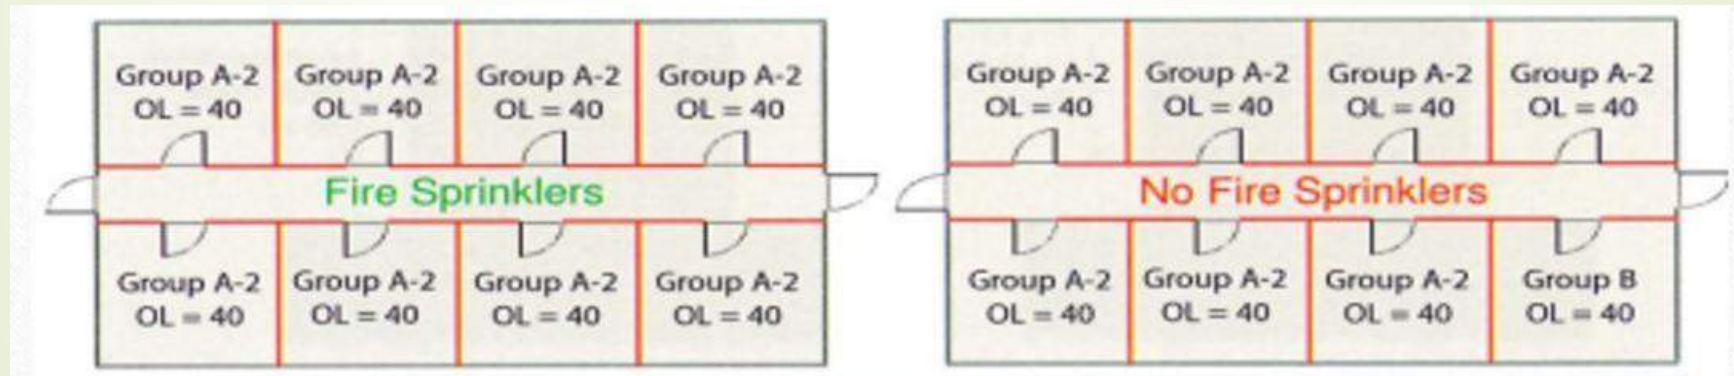 Group A-2 Group A-2 Group A-2 Group A-2
OL = 40 OL = 40 OL = 40 OL = 40
Fire Sprinklers
Group A-2 Group A-2 Group A-2 Group A-2
OL = 40 OL = 40 OL = 40 OL = 40
Group A-2 Group A-2 Group A-2 Group A-2
OL = 40 OL = 40 OL = 40 OL = 40
No Fire Sprinklers
Group A-2 Group A-2 Group A-2 Group B
OL = 40 OL = 40 OL = 40 OL = 40